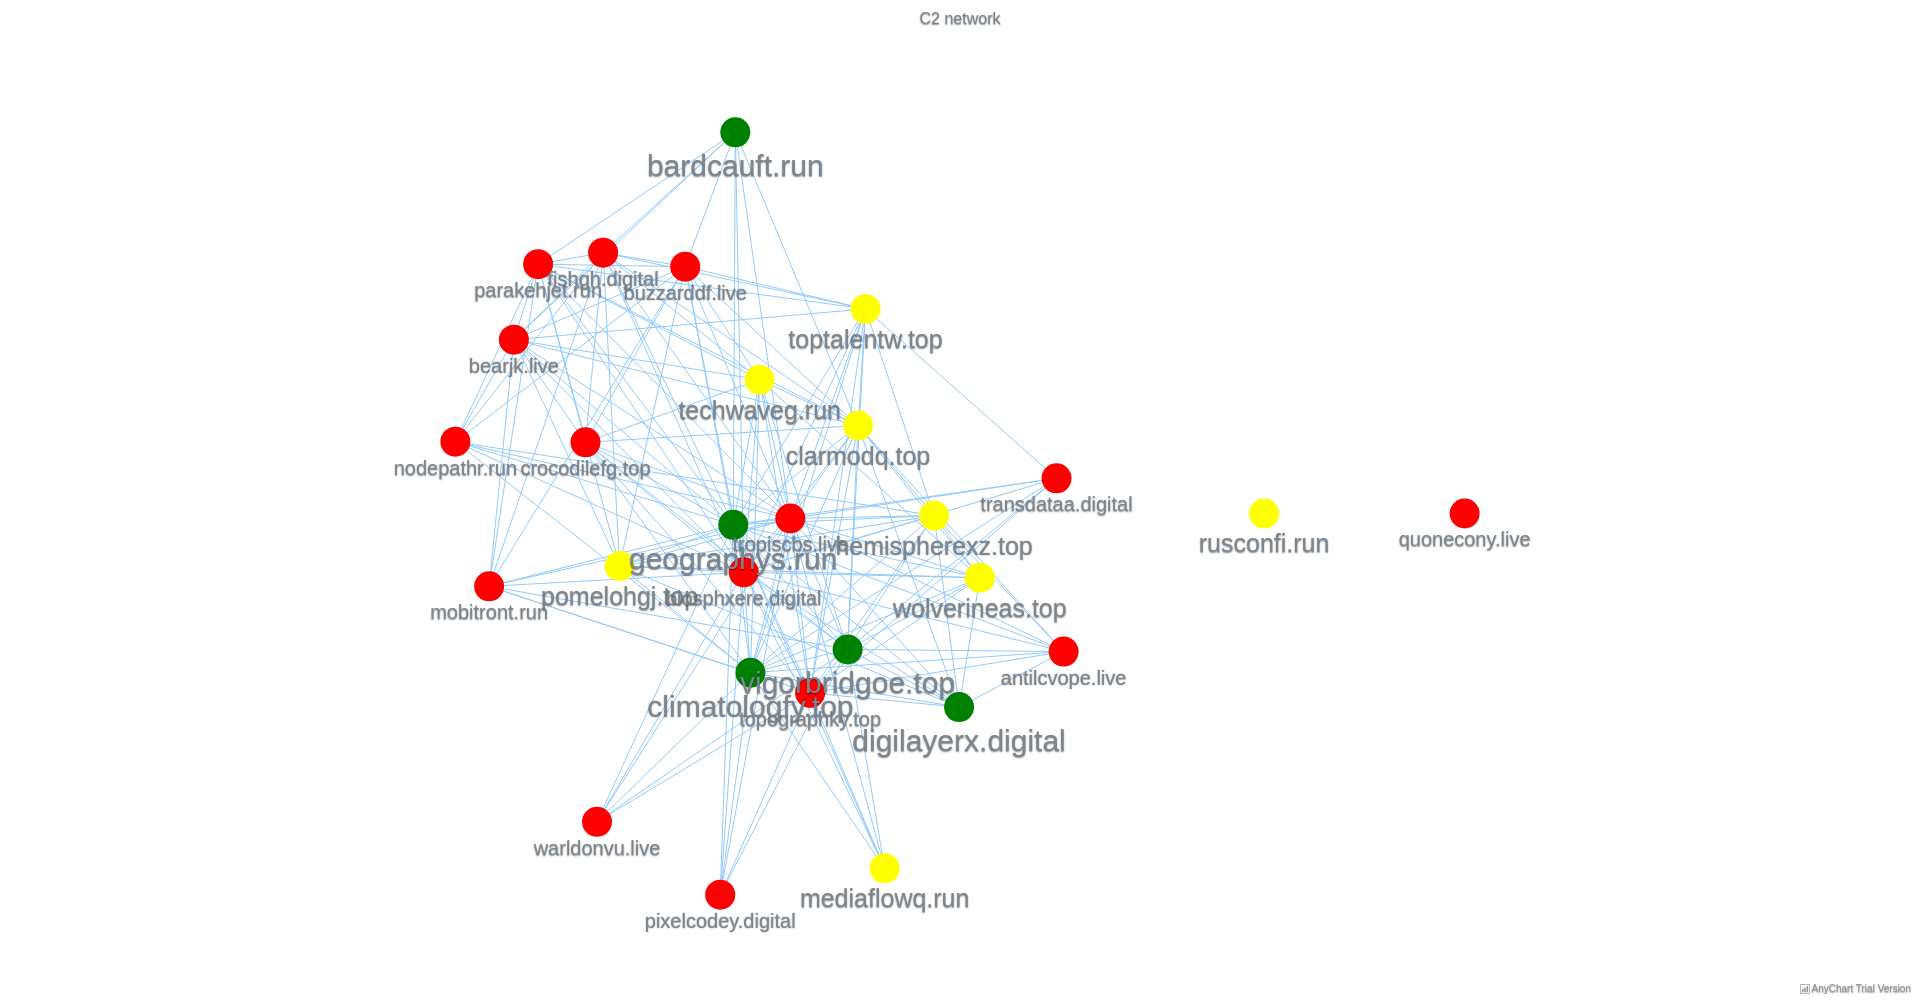 C2 network
bardcauft.run
fishgh.digital
parakehjet.run
buzzarddf.live
toptalentw.top
bearjk.live
techwaveg.run
clarmodq.top
nodepathr.run
crocodilefg.top
transdataa.digital
tropiscbs.live
hemispherexz.top
rusconfi.run
quonecony.live
geographys.run
pomelohgj.top
wolverineas.top
mobitront.run
antilcvope.live
vigorbridgoe.top
climatologfy.top
topographky.top
digilayerx.digital
warldonvu.live
mediaflowq.run
pixelcodey.digital
AnyChart Trial Version